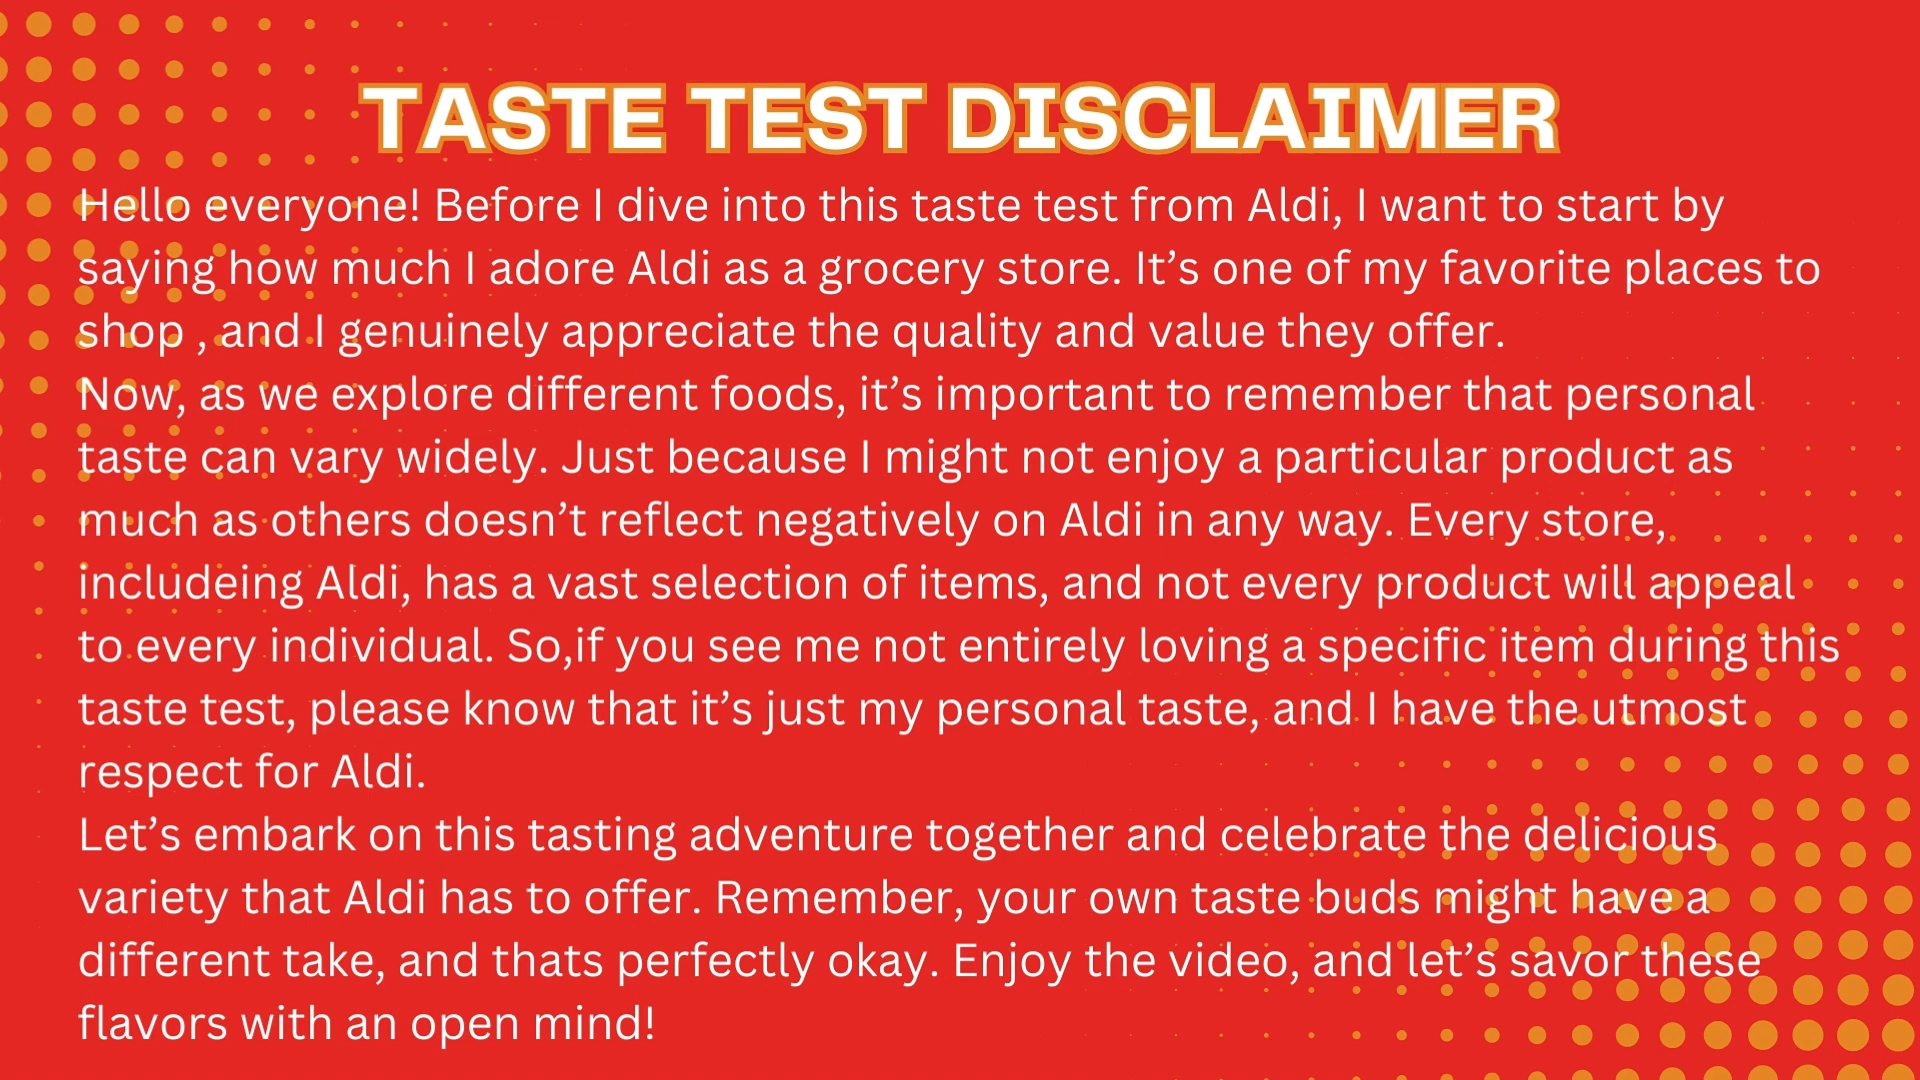 TASTE TEST DISCLAIMER
Hello everyone! Before I dive into this taste test from Aldi, I want to start by
saying how much I adore Aldi as a grocery store. It’s one of my favorite places to
shop , and I genuinely appreciate the quality and value they offer.
Now, as we explore different foods, it’s important to remember that personal
taste can vary widely. Just because I might not enjoy a particular product as
much as others doesn’t reflect negatively on Aldi in any way. Every store,
includeing Aldi, has a vast selection of items, and not every product will appeal
to every individual. So,if you see me not entirely loving a specific item during this
taste test, please know that it’s just my personal taste, and I have the utmost
respect for Aldi.
Let’s embark on this tasting adventure together and celebrate the delicious
variety that Aldi has to offer. Remember, your own taste buds might have a
different take, and thats perfectly okay. Enjoy the video, and let’s savor these
flavors with an open mind!